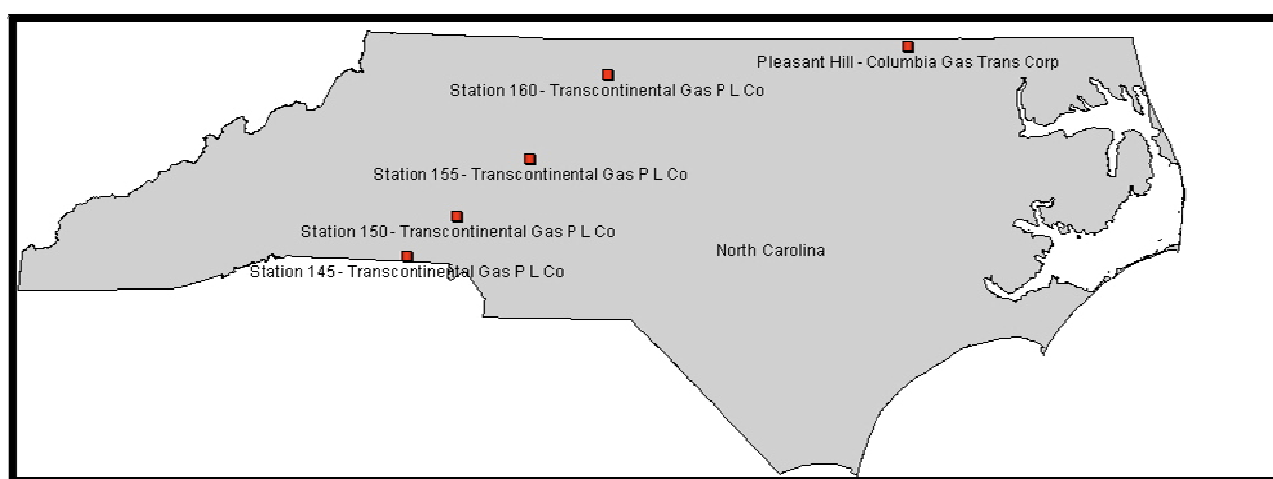 Pleasant Hill - Columbia Gas Trans Corp
Station 160 - Transcontinental Gas P L Co
Station 155 - Transcontinental Gas P L Co
Station 150 - Transcontinental Gas P L Co
North Carolina
Station 145 - Transcontinental Gas P L Co